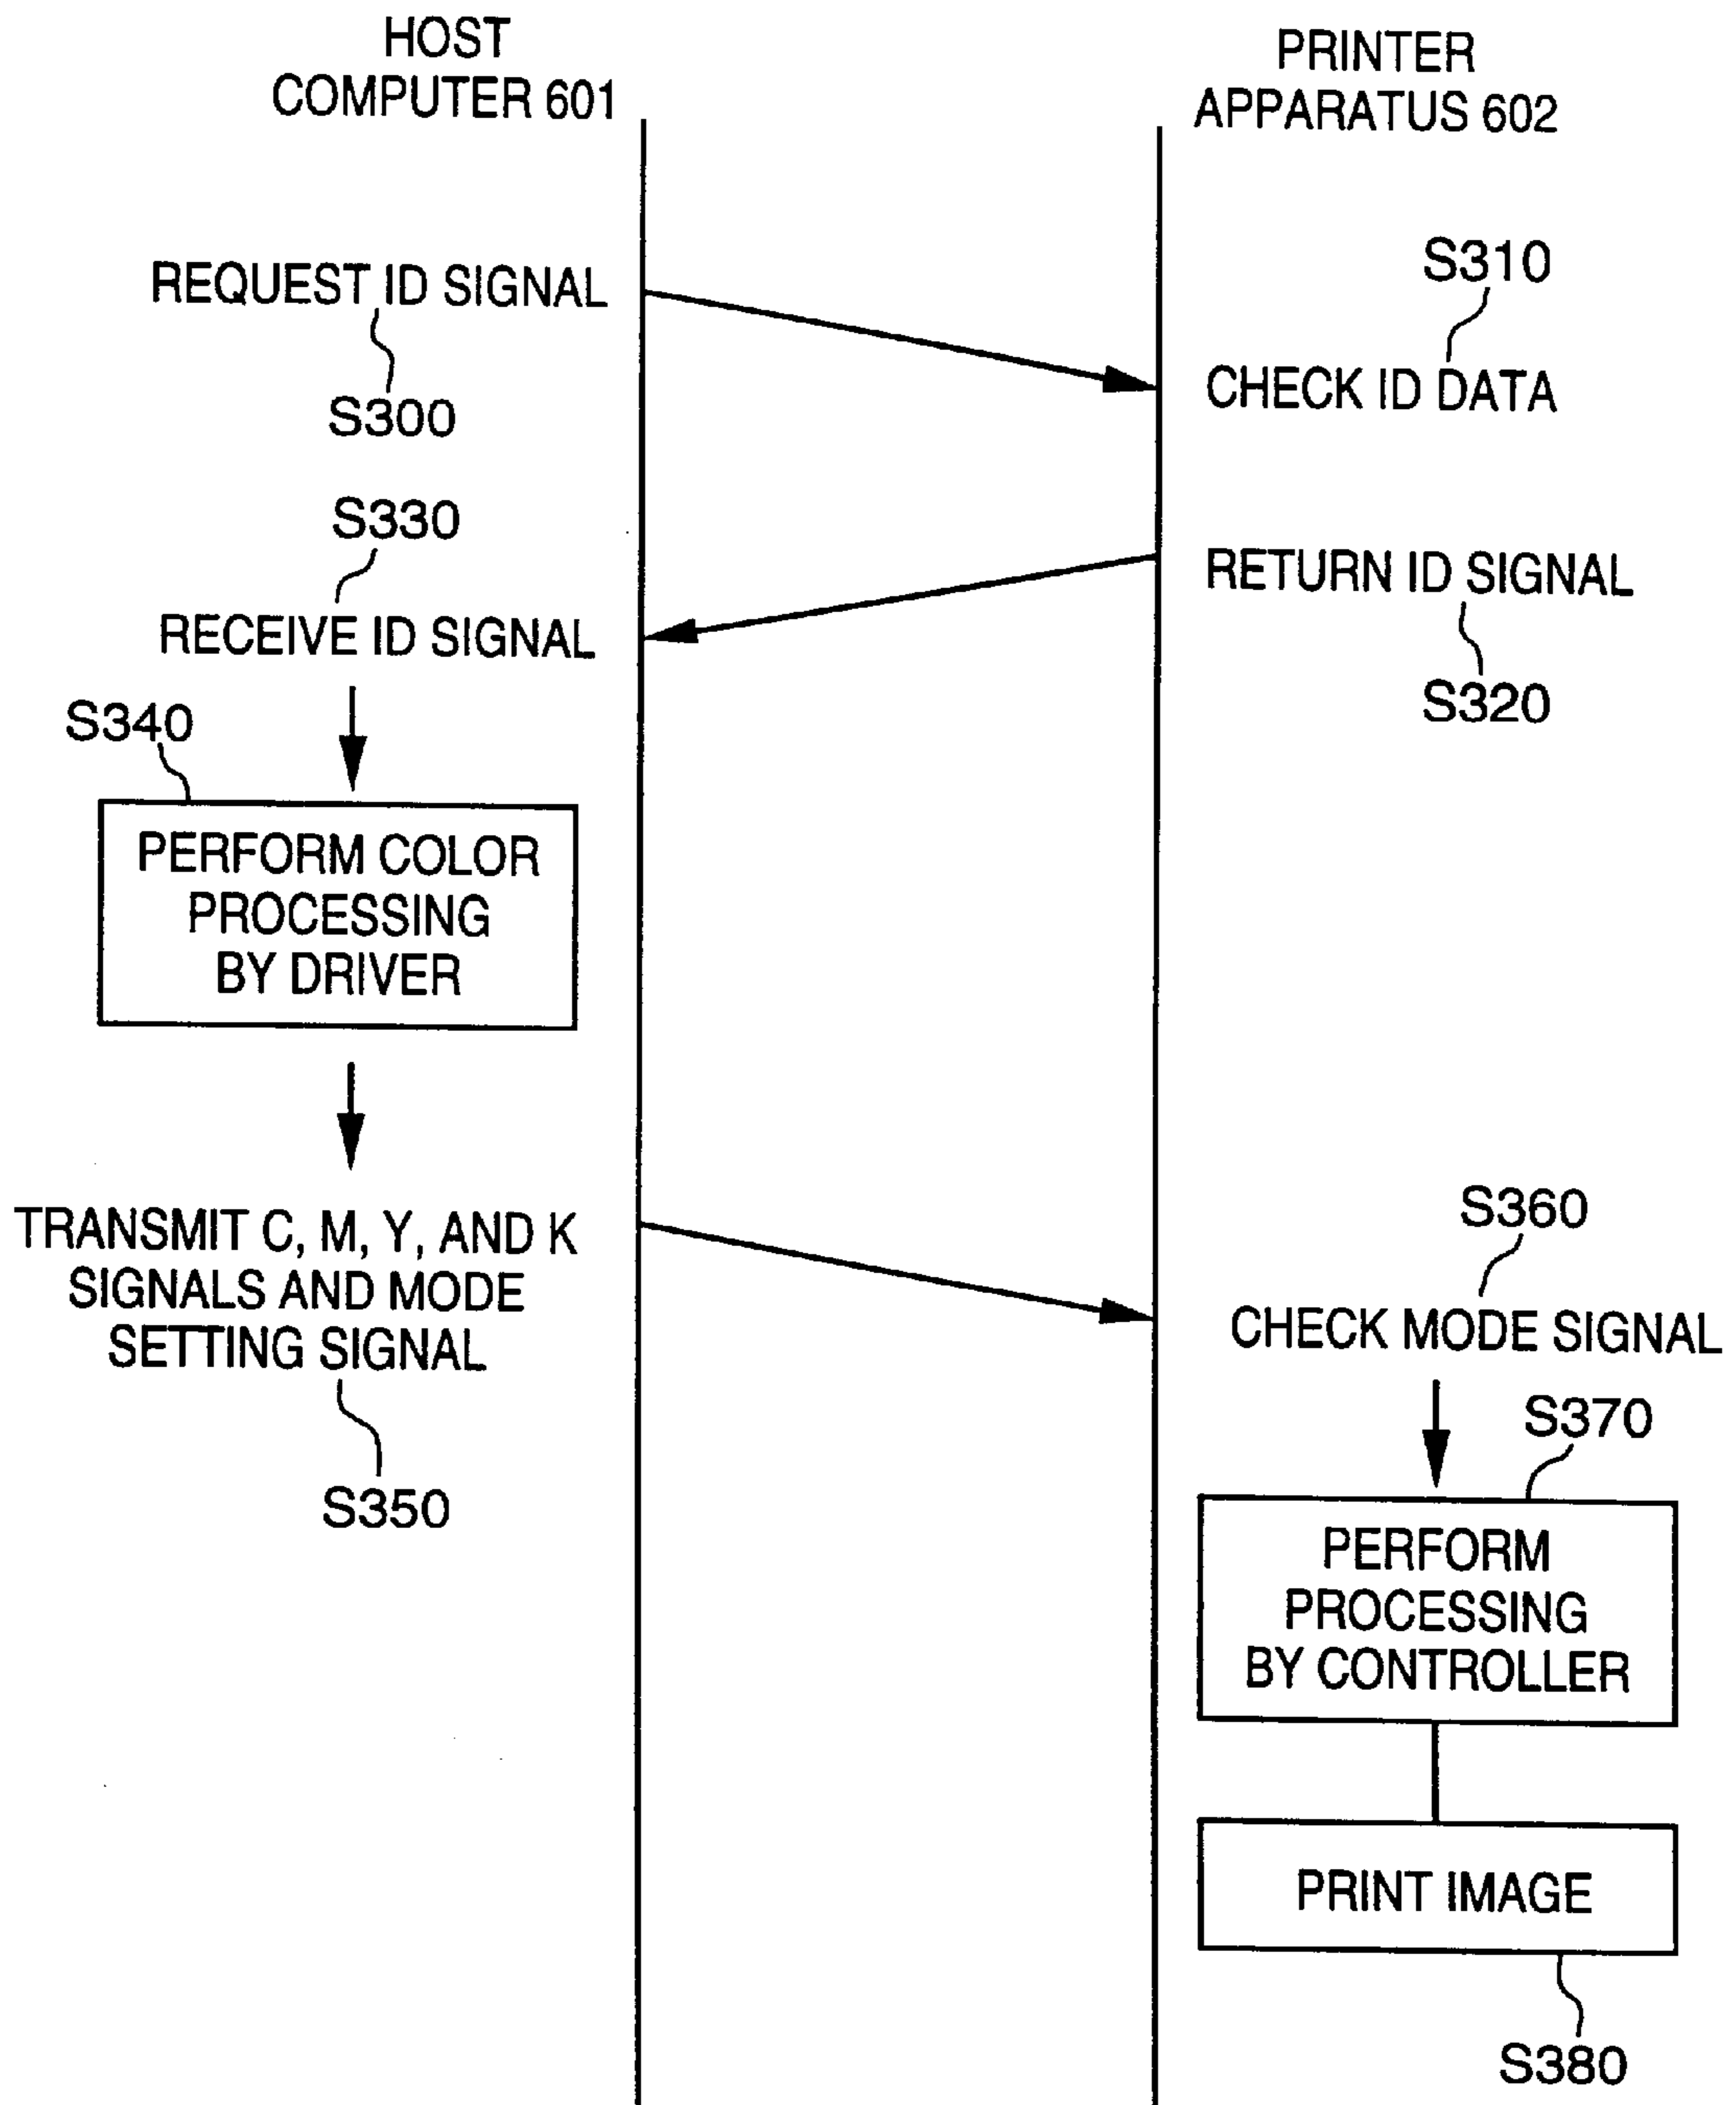 HOST
COMPUTER 601
PRINTER
APPARATUS 602
REQUEST ID SIGNAL
S300
S310
CHECK ID DATA
S330
RECEIVE ID SIGNAL
RETURN ID SIGNAL
S320
S340
PERFORM COLOR
PROCESSING
BY DRIVER
TRANSMIT C, M, Y, AND K
SIGNALS AND MODE
SETTING SIGNAL
S350
S360
CHECK MODE SIGNAL
S370
PERFORM
PROCESSING
BY CONTROLLER
PRINT IMAGE
S380